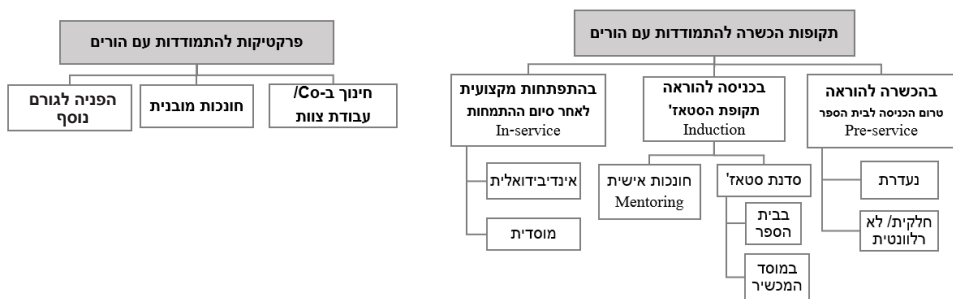 תקופות הכשרה להתמודדות עם הורים
בהכשרה להוראה
טרום הכניסה לבית הספר
Pre-service
נעדרת
חלקית/ לא
רלוונטית
בכניסה להוראה
תקופת הסטאז'
Induction
סדנת סטאז'
בבית
הספר
במוסד
המכשיר
חונכות אישית
Mentoring
בהתפתחות מקצועית
לאחר סיום ההתמחות
In-service
אינדיבידואלית
מוסדית
פרקטיקות להתמודדות עם הורים
חינוך ב-Co/
עבודת צוות
חונכות מובנית
הפניה לגורם
נוסף